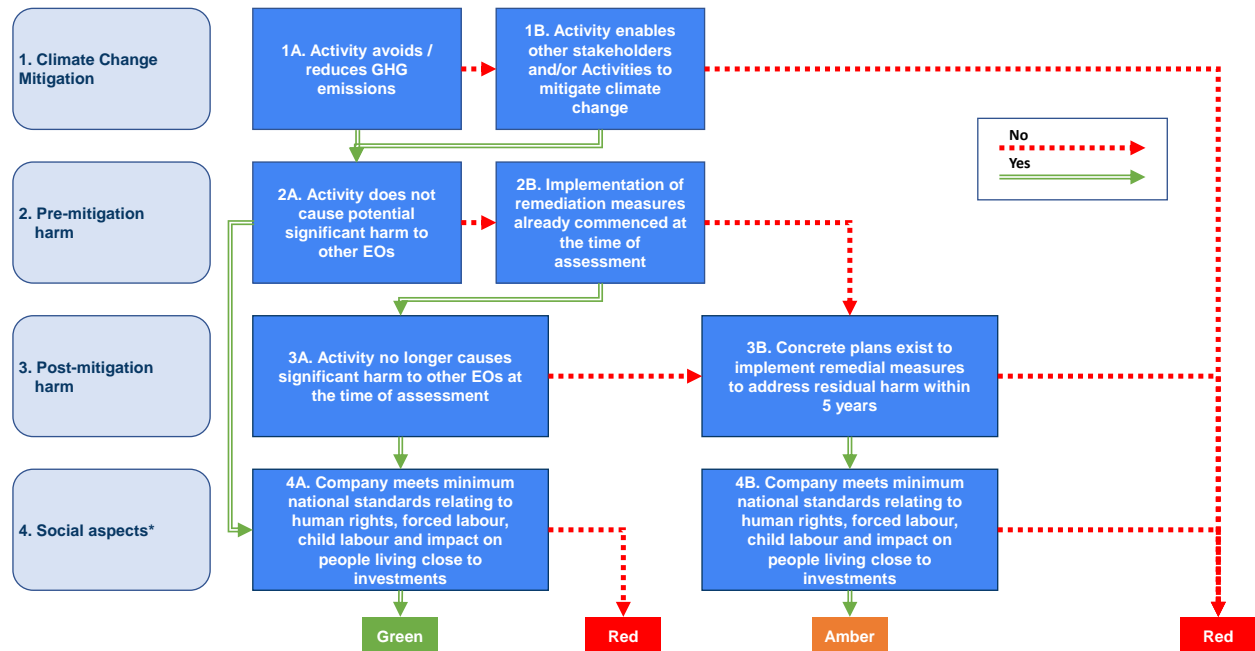 1. Climate Change
Mitigation
1A. Activity avoids /
reduces GHG
emissions
1B. Activity enables
other stakeholders
and/or Activities to
mitigate climate
change
No
Yes
2. Pre-mitigation
harm
2A. Activity does not
cause potential
significant harm to
other EOs
2B. Implementation of
remediation measures
already commenced at
the time of
assessment
3. Post-mitigation
harm
3A. Activity no longer causes
significant harm to other EOs at
the time of assessment
3B. Concrete plans exist to
implement remedial measures
to address residual harm within
5 years
4. Social aspects*
4A. Company meets minimum
national standards relating to
human rights, forced labour,
child labour and impact on
people living close to
investments
4B. Company meets minimum
national standards relating to
human rights, forced labour,
child labour and impact on
people living close to
investments
Green
Red
Amber
Red